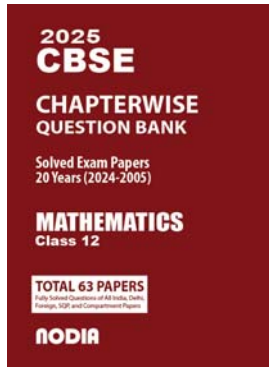 2025
CBSE
CHAPTERWISE
QUESTION BANK
Solved Exam Papers
20 Years (2024-2005)
MATHEMATICS
Class 12
TOTAL 63 PAPERS
Fully Solved Questions of All India, Delhi,
Foreign, SQP, and Compartment Papers
NODIA